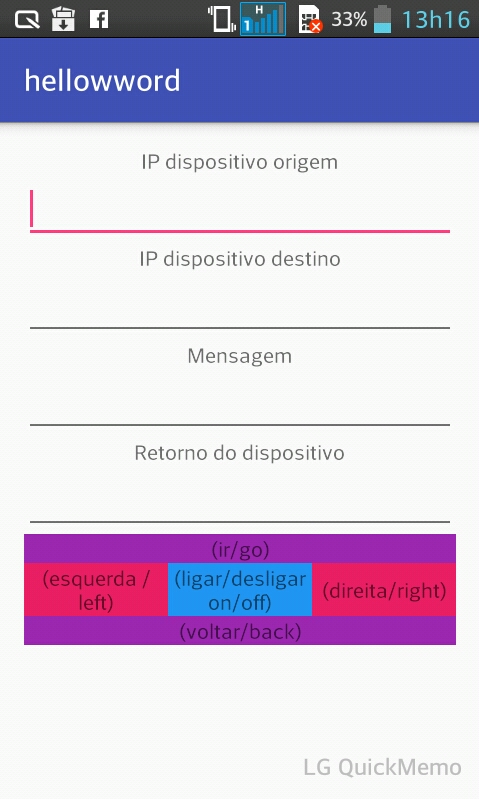 H
1
33%
13h16
hellowword
IP dispositivo origem
IP dispositivo destino
Mensagem
Retorno do dispositivo
(ir/go)
(esquerda /
left)
(ligar/desligar
on/off)
(direita/right)
(voltar/back)
LG QuickMemo